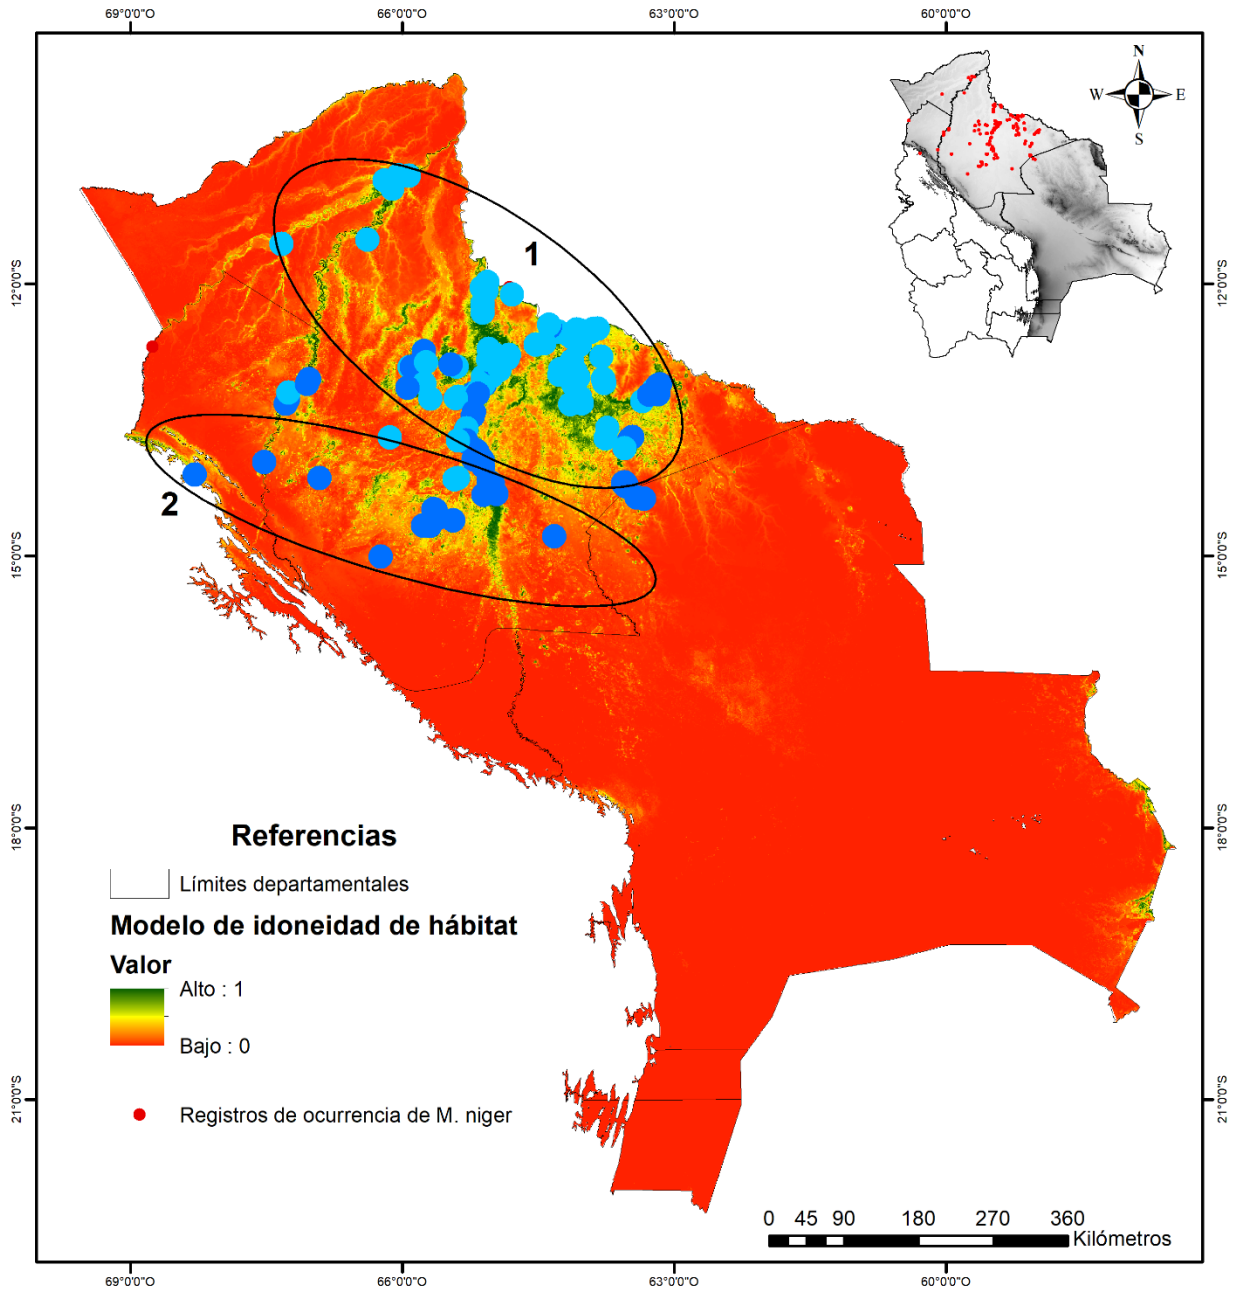 69°0'0"O 66°0'0"O 63°0'0"O 60°0'0"O
N
W E
S
1
12°0'0"S 12°0'0"S
2
15°0'0"S 15°0'0"S
18°0'0"S 18°0'0"S
Referencias
Límites departamentales
Modelo de idoneidad de hábitat
Valor
Alto : 1
Bajo : 0
21°0'0"S 21°0'0"S
Registros de ocurrencia de M. niger
0 45 90 180 270 360
Kilómetros
69°0'0"O 66°0'0"O 63°0'0"O 60°0'0"O